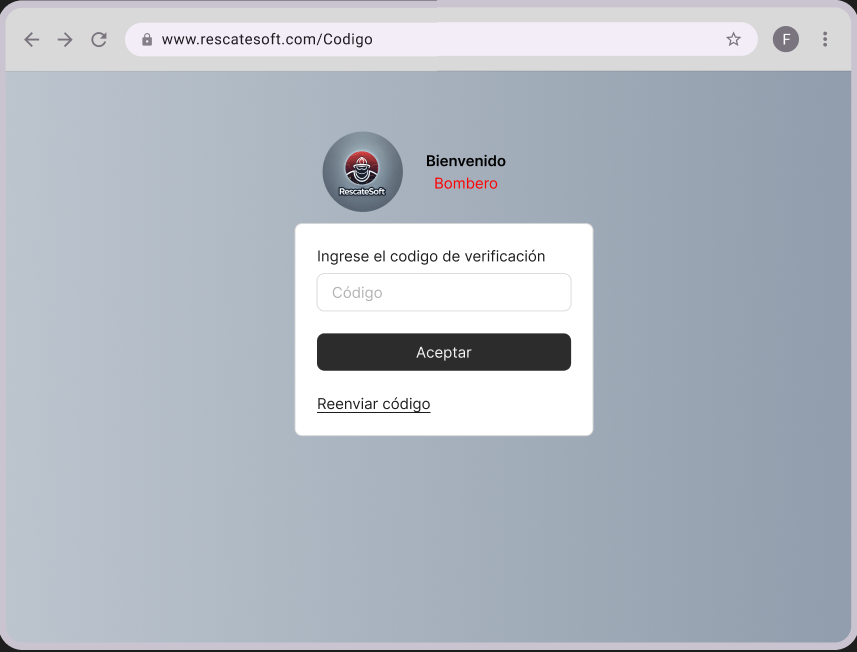 www.rescatesoft.com/Codigo
F
RescateSoft
Bienvenido
Bombero
Ingrese el codigo de verificación
Código
Aceptar
Reenviar código